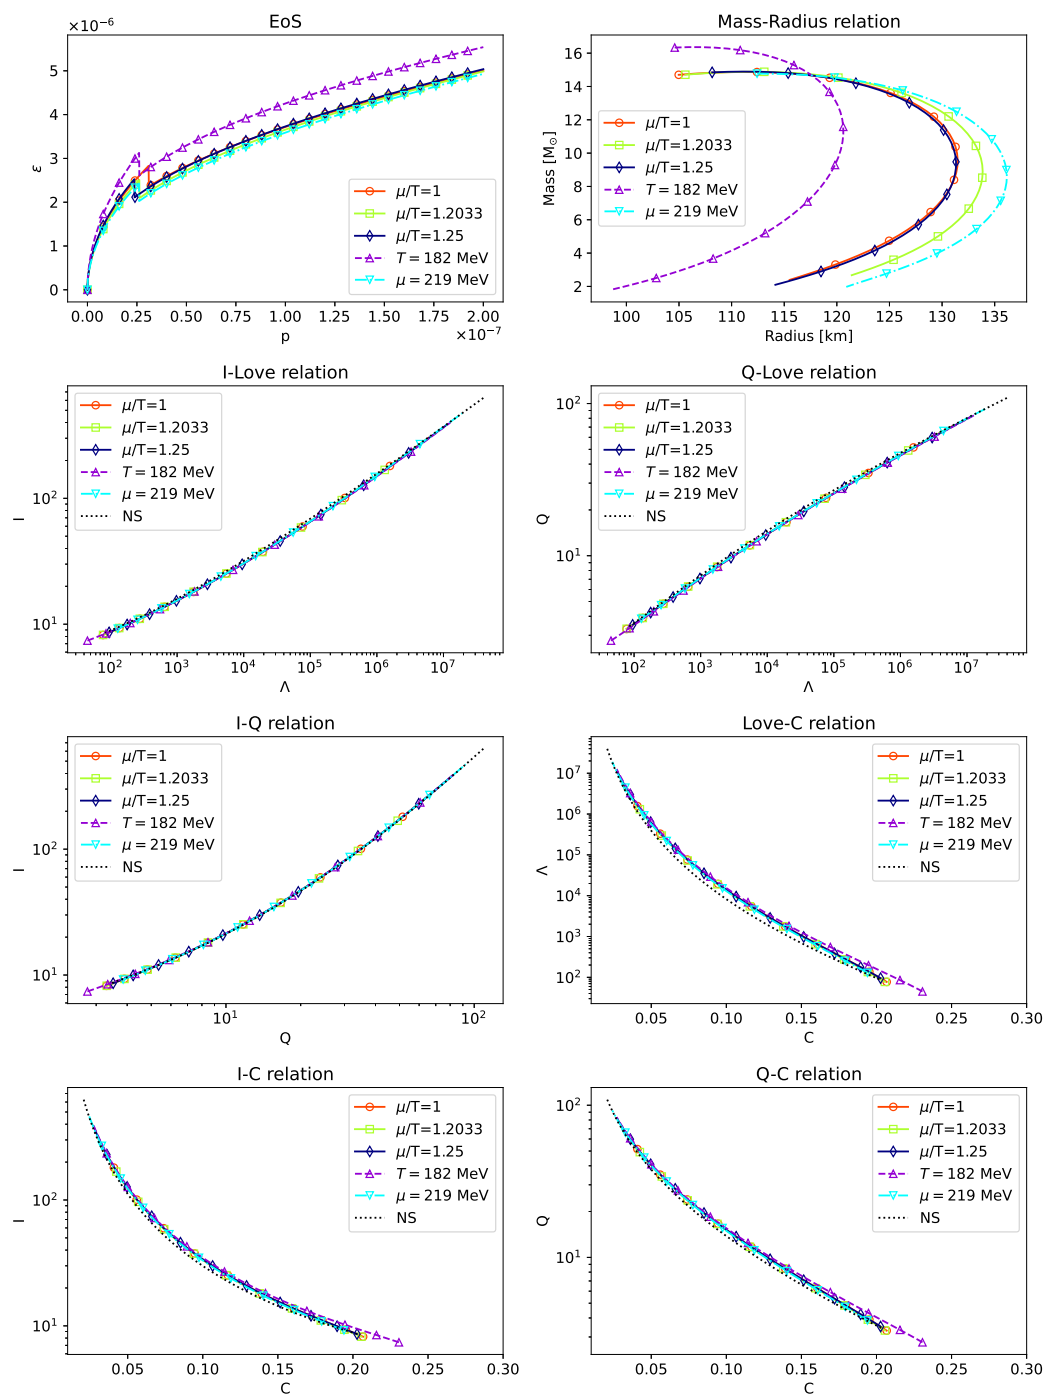 EoS
×10⁻⁶
5
4
3
2
1
0
ε
0.00 0.25 0.50 0.75 1.00 1.25 1.50 1.75 2.00
×10⁻⁷
p
μ/T=1
μ/T=1.2033
μ/T=1.25
T = 182 MeV
μ = 219 MeV
Mass-Radius relation
16
14
12
10
8
6
4
2
Mass [M⊙]
100 105 110 115 120 125 130 135
Radius [km]
μ/T=1
μ/T=1.2033
μ/T=1.25
T = 182 MeV
μ = 219 MeV
I-Love relation
10²
10¹
I
10² 10³ 10⁴ 10⁵ 10⁶ 10⁷
Λ
μ/T=1
μ/T=1.2033
μ/T=1.25
T = 182 MeV
μ = 219 MeV
NS
Q-Love relation
10²
10¹
Q
10² 10³ 10⁴ 10⁵ 10⁶ 10⁷
Λ
μ/T=1
μ/T=1.2033
μ/T=1.25
T = 182 MeV
μ = 219 MeV
NS
I-Q relation
10²
10¹
I
10¹ 10²
Q
μ/T=1
μ/T=1.2033
μ/T=1.25
T = 182 MeV
μ = 219 MeV
NS
Love-C relation
10⁷
10⁶
10⁵
10⁴
10³
10²
Λ
0.05 0.10 0.15 0.20 0.25 0.30
C
μ/T=1
μ/T=1.2033
μ/T=1.25
T = 182 MeV
μ = 219 MeV
NS
I-C relation
10²
10¹
I
0.05 0.10 0.15 0.20 0.25 0.30
C
μ/T=1
μ/T=1.2033
μ/T=1.25
T = 182 MeV
μ = 219 MeV
NS
Q-C relation
10²
10¹
Q
0.05 0.10 0.15 0.20 0.25 0.30
C
μ/T=1
μ/T=1.2033
μ/T=1.25
T = 182 MeV
μ = 219 MeV
NS